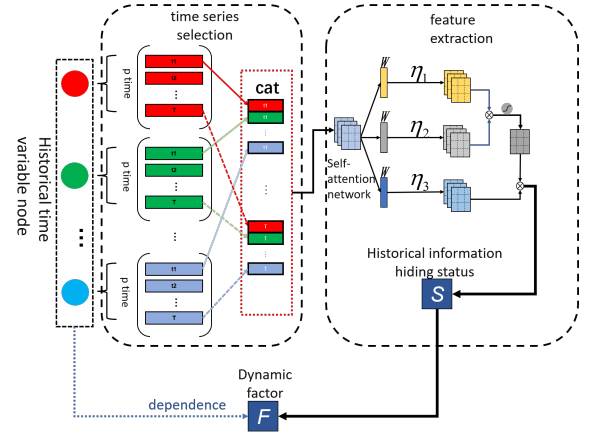 time series
selection
feature
extraction
Historical time
variable node
p time
t1
t2
...
T
p time
t1
t2
...
T
...
p time
t1
t2
...
T
cat
t1
t1
...
t1
...
T
T
...
T
Self-
attention
network
W
η1
W
η2
W
η3
Historical information
hiding status
S
Dynamic
factor
F
dependence